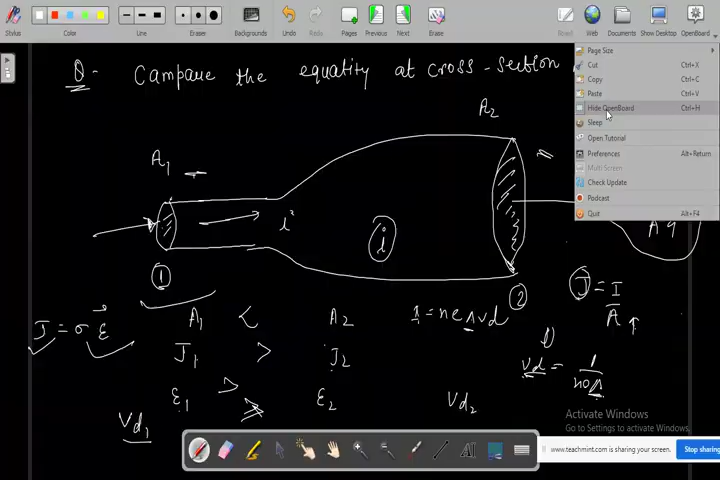 Stylus
Color
Line
Eraser
Backgrounds
Undo
Redo
Pages
Previous
Next
Erase
Board
Web
Documents
Show Desktop
OpenBoard
Page Size
Cut Ctrl+X
Copy Ctrl+C
Paste Ctrl+V
Hide OpenBoard Ctrl+H
Sleep
Open Tutorial
Preferences Alt+Return
Multi Screen
Check Update
Podcast
Quit Alt+F4
Q- Campaue the equatity at cross-section
A1
A2
i
i
1
2
J = I / A ↑
J = σ E
A1 < A2
i = neAvd
J1 > J2
vd = 1 / neA
E1 > E2
Vd1
Vd2
Activate Windows
Go to Settings to activate Windows.
www.teachmint.com is sharing your screen.
Stop sharing